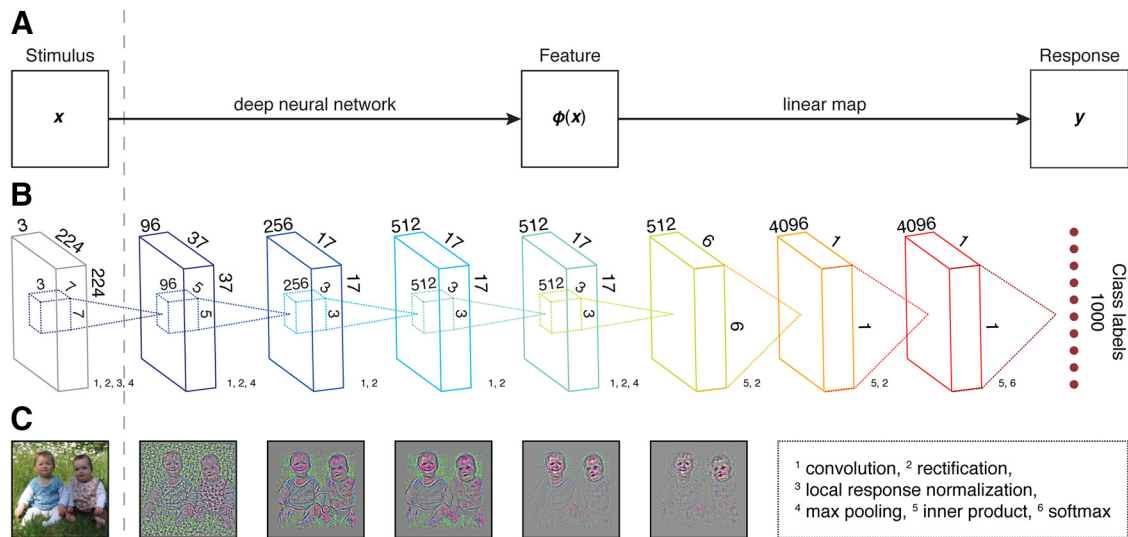 A
Stimulus
Feature
Response
x
deep neural network
ϕ(x)
linear map
y
B
3
224
224
3
7
7
1, 2, 3, 4
96
37
37
96
5
5
1, 2, 4
256
17
17
256
3
3
1, 2
512
17
17
512
3
3
1, 2
512
17
17
512
3
3
1, 2, 4
512
6
6
5, 2
4096
1
1
5, 2
4096
1
1
5, 6
Class labels
1000
C
1 convolution, 2 rectification,
3 local response normalization,
4 max pooling, 5 inner product, 6 softmax